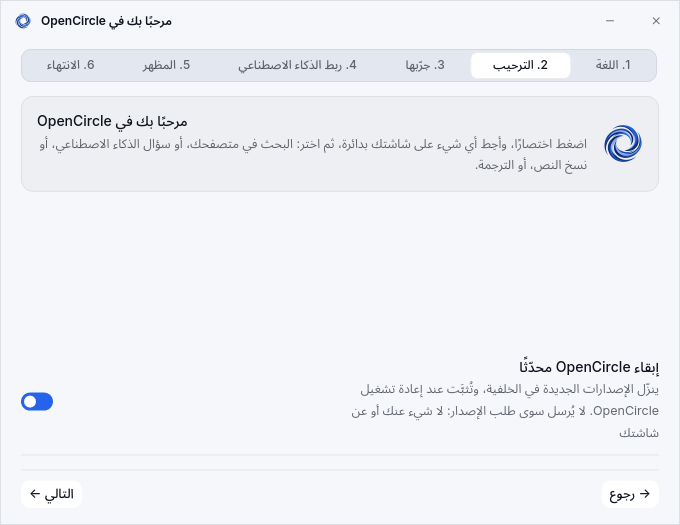 مرحبًا بك في OpenCircle
1. اللغة
2. الترحيب
3. جرّبها
4. ربط الذكاء الاصطناعي
5. المظهر
6. الانتهاء
مرحبًا بك في OpenCircle
اضغط اختصارًا، وأحِط أي شيء على شاشتك بدائرة، ثم اختر: البحث في متصفحك، أو سؤال الذكاء الاصطناعي، أو
نسخ النص، أو الترجمة.
إبقاء OpenCircle محدّثًا
ينزّل الإصدارات الجديدة في الخلفية، وتُثبَّت عند إعادة تشغيل
OpenCircle. لا يُرسل سوى طلب الإصدار: لا شيء عنك أو عن
شاشتك
→ رجوع
التالي ←